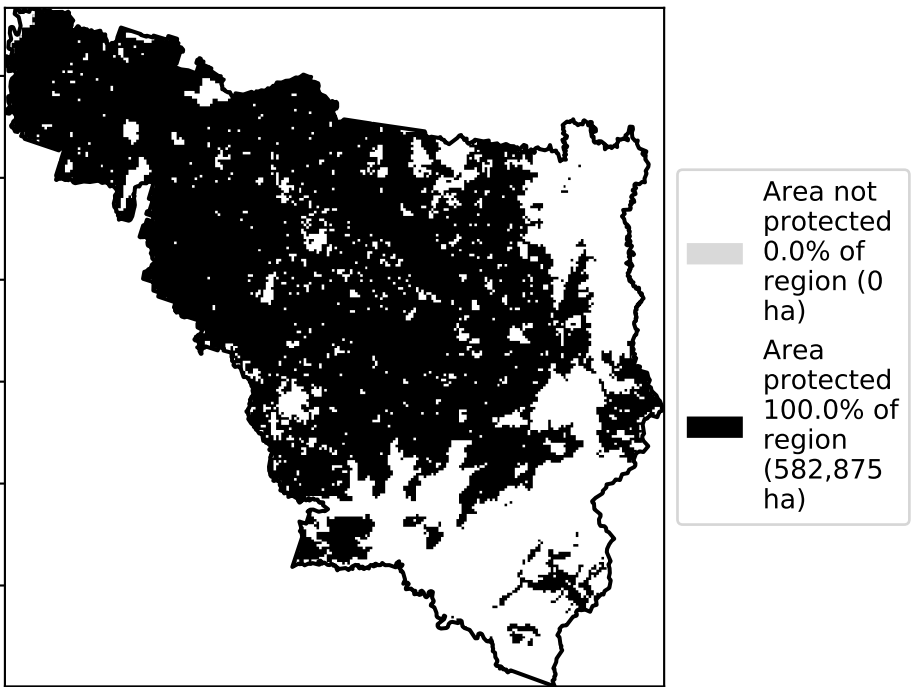 Area not
protected
0.0% of
region (0
ha)
Area
protected
100.0% of
region
(582,875
ha)